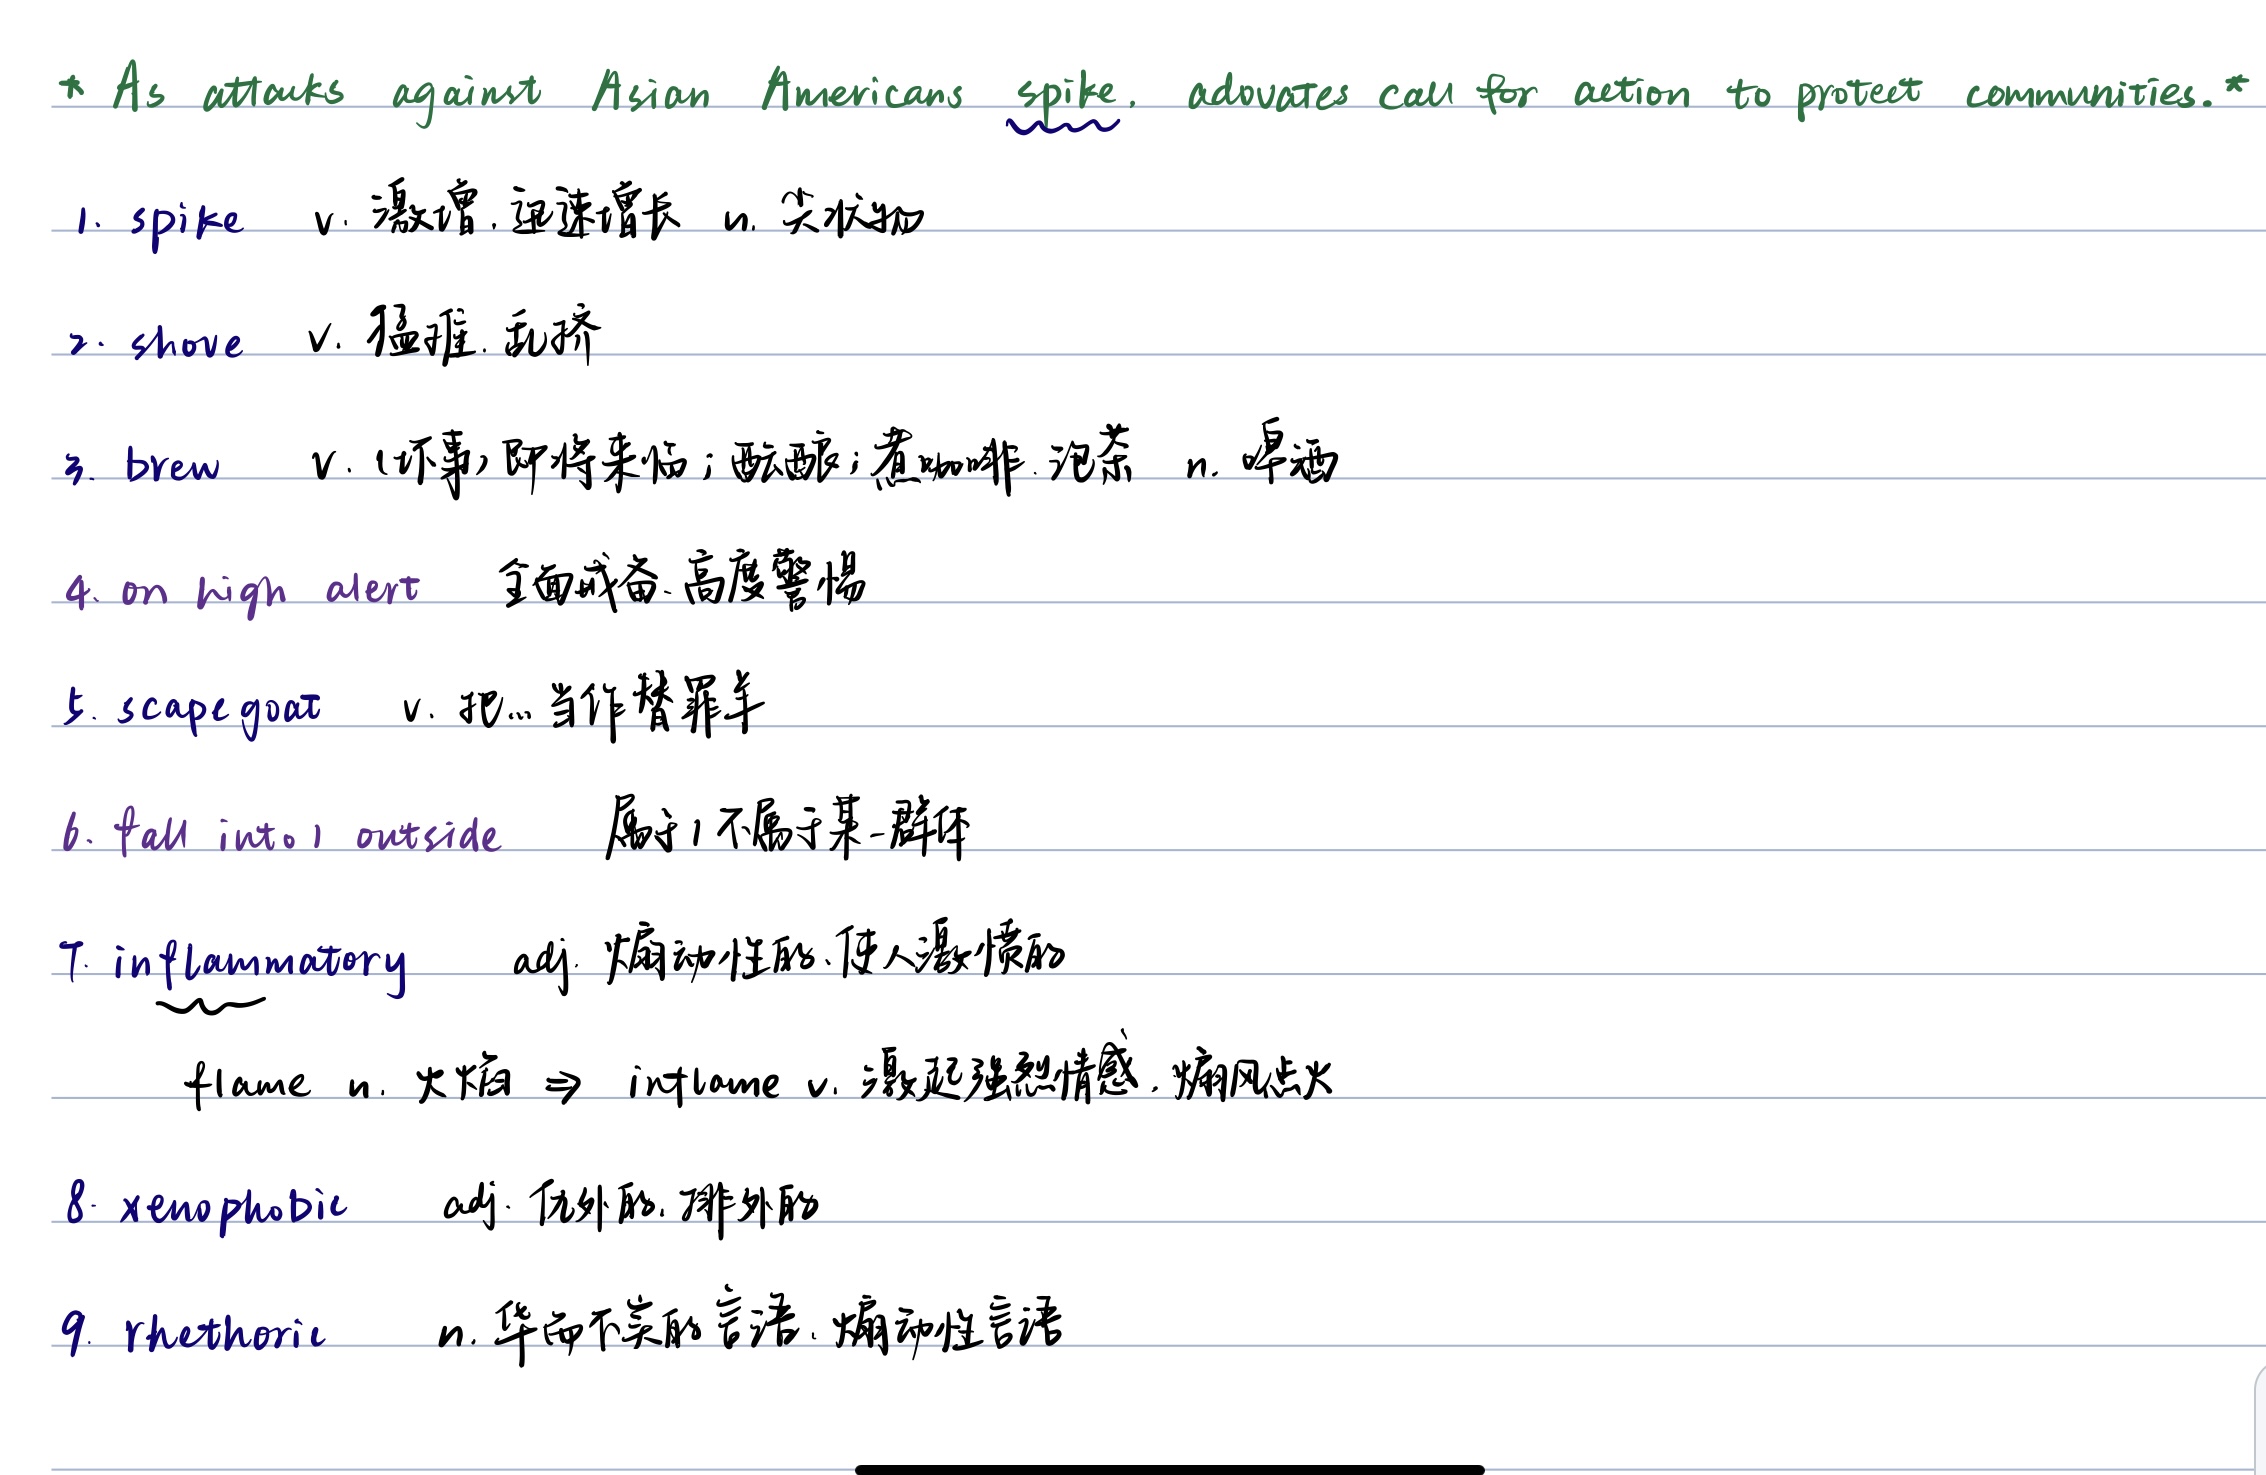 * As attacks against Asian Americans spike, adovates call for action to protect communities. *
1. spike v. 激增, 迅速增长 n. 尖状物
2. shove v. 猛推, 乱挤
3. brew v. (坏事) 即将来临; 酝酿; 煮咖啡、泡茶 n. 啤酒
4. on high alert 全面戒备、高度警惕
5. scapegoat v. 把... 当作替罪羊
6. fall into / outside 属于 / 不属于某一群体
7. inflammatory adj. 煽动性的、使人激愤的
flame n. 火焰 ⇒ inflame v. 激起强烈情感, 煽风点火
8. xenophobic adj. 仇外的, 排外的
9. rhethoric n. 华而不实的言语、煽动性言语